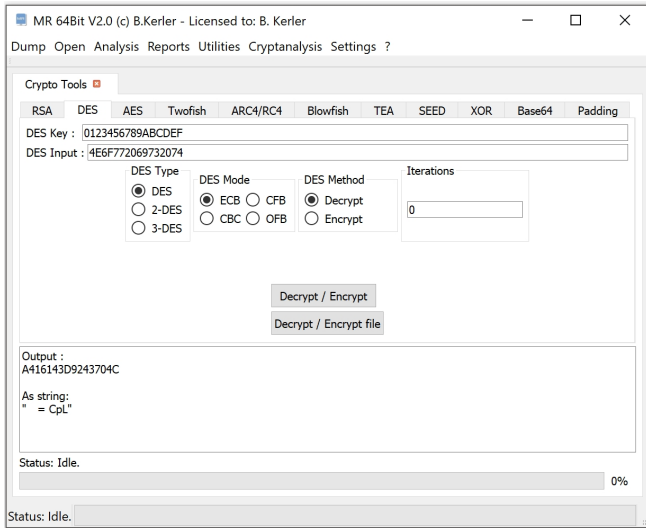 MR 64Bit V2.0 (c) B.Kerler - Licensed to: B. Kerler
Dump Open Analysis Reports Utilities Cryptanalysis Settings ?
Crypto Tools
RSA DES AES Twofish ARC4/RC4 Blowfish TEA SEED XOR Base64 Padding
DES Key : 0123456789ABCDEF
DES Input : 4E6F772069732074
DES Type DES Mode DES Method Iterations
DES ECB CFB Decrypt 0
2-DES CBC OFB Encrypt
3-DES
Decrypt / Encrypt
Decrypt / Encrypt file
Output :
A416143D9243704C
As string:
"   = CpL"
Status: Idle.
0%
Status: Idle.